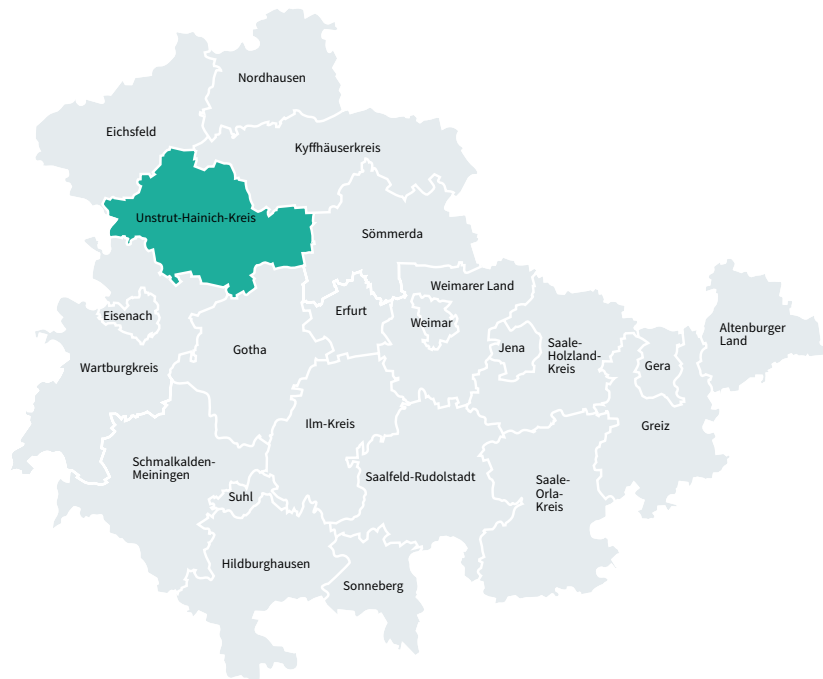 Nordhausen
Eichsfeld
Kyffhäuserkreis
Unstrut-Hainich-Kreis
Sömmerda
Weimarer Land
Eisenach
Erfurt
Weimar
Altenburger
Land
Jena
Saale-
Holzland-
Kreis
Gotha
Wartburgkreis
Gera
Ilm-Kreis
Greiz
Schmalkalden-
Meiningen
Saalfeld-Rudolstadt
Saale-
Orla-
Kreis
Suhl
Hildburghausen
Sonneberg